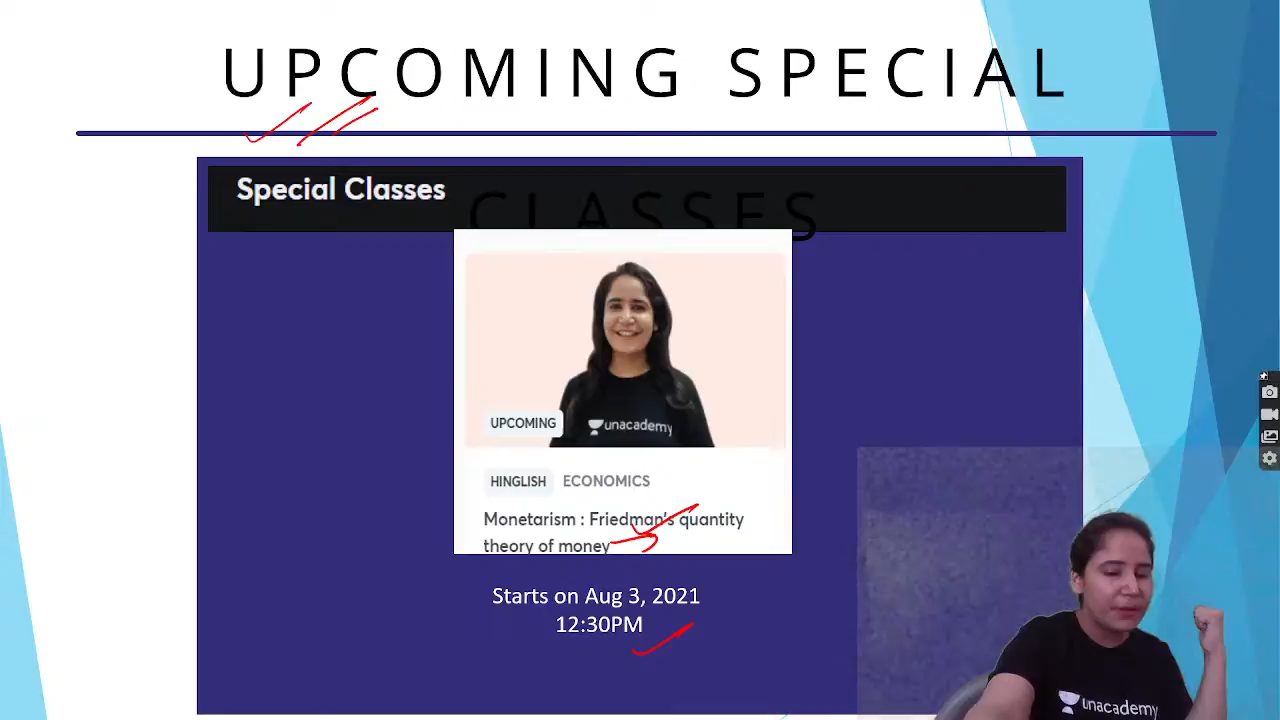 UPCOMING SPECIAL
CLASSES
Special Classes
unacademy
UPCOMING
HINGLISH ECONOMICS
Monetarism : Friedman's quantity
theory of money
Starts on Aug 3, 2021
12:30PM
unacademy